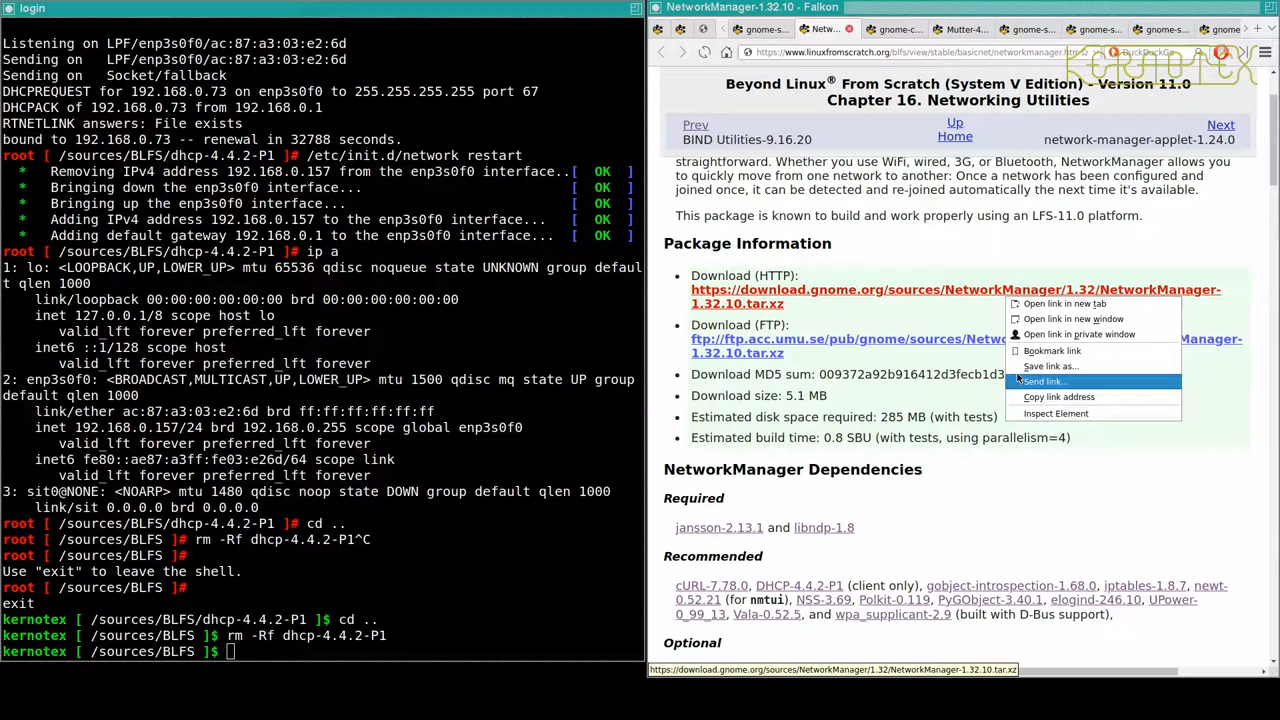 login
Listening on LPF/enp3s0f0/ac:87:a3:03:e2:6d
Sending on   LPF/enp3s0f0/ac:87:a3:03:e2:6d
Sending on   Socket/fallback
DHCPREQUEST for 192.168.0.73 on enp3s0f0 to 255.255.255.255 port 67
DHCPACK of 192.168.0.73 from 192.168.0.1
RTNETLINK answers: File exists
bound to 192.168.0.73 -- renewal in 32788 seconds.
root [ /sources/BLFS/dhcp-4.4.2-P1 ]# /etc/init.d/network restart
*   Removing IPv4 address 192.168.0.157 from the enp3s0f0 interface..[  OK  ]
*   Bringing down the enp3s0f0 interface...[  OK  ]
*   Bringing up the enp3s0f0 interface...[  OK  ]
*   Adding IPv4 address 192.168.0.157 to the enp3s0f0 interface...[  OK  ]
*   Adding default gateway 192.168.0.1 to the enp3s0f0 interface...[  OK  ]
root [ /sources/BLFS/dhcp-4.4.2-P1 ]# ip a
1: lo: <LOOPBACK,UP,LOWER_UP> mtu 65536 qdisc noqueue state UNKNOWN group defaul
t qlen 1000
link/loopback 00:00:00:00:00:00 brd 00:00:00:00:00:00
inet 127.0.0.1/8 scope host lo
valid_lft forever preferred_lft forever
inet6 ::1/128 scope host
valid_lft forever preferred_lft forever
2: enp3s0f0: <BROADCAST,MULTICAST,UP,LOWER_UP> mtu 1500 qdisc mq state UP group
default qlen 1000
link/ether ac:87:a3:03:e2:6d brd ff:ff:ff:ff:ff:ff
inet 192.168.0.157/24 brd 192.168.0.255 scope global enp3s0f0
valid_lft forever preferred_lft forever
inet6 fe80::ae87:a3ff:fe03:e26d/64 scope link
valid_lft forever preferred_lft forever
3: sit0@NONE: <NOARP> mtu 1480 qdisc noop state DOWN group default qlen 1000
link/sit 0.0.0.0 brd 0.0.0.0
root [ /sources/BLFS/dhcp-4.4.2-P1 ]# cd ..
root [ /sources/BLFS ]# rm -Rf dhcp-4.4.2-P1^C
root [ /sources/BLFS ]#
Use "exit" to leave the shell.
root [ /sources/BLFS ]#
exit
kernotex [ /sources/BLFS/dhcp-4.4.2-P1 ]$ cd ..
kernotex [ /sources/BLFS ]$ rm -Rf dhcp-4.4.2-P1
kernotex [ /sources/BLFS ]$
NetworkManager-1.32.10 - Falkon
gnome-s... Netw... gnome-c... Mutter-4... gnome-s... gnome-s... gnome-s... gnome
https://www.linuxfromscratch.org/blfs/view/stable/basicnet/networkmanager.htm DuckDuckGo
KERNOTEX
Beyond Linux® From Scratch (System V Edition) - Version 11.0
Chapter 16. Networking Utilities
Prev Up Next
BIND Utilities-9.16.20 Home network-manager-applet-1.24.0
straightforward. Whether you use WiFi, wired, 3G, or Bluetooth, NetworkManager allows you
to quickly move from one network to another: Once a network has been configured and
joined once, it can be detected and re-joined automatically the next time it's available.
This package is known to build and work properly using an LFS-11.0 platform.
Package Information
Download (HTTP):
https://download.gnome.org/sources/NetworkManager/1.32/NetworkManager-
1.32.10.tar.xz
Download (FTP):
ftp://ftp.acc.umu.se/pub/gnome/sources/Netwo Manager-
1.32.10.tar.xz
Download MD5 sum: 009372a92b916412d3fecb1d3
Download size: 5.1 MB
Estimated disk space required: 285 MB (with tests)
Estimated build time: 0.8 SBU (with tests, using parallelism=4)
Open link in new tab
Open link in new window
Open link in private window
Bookmark link
Save link as...
Send link...
Copy link address
Inspect Element
NetworkManager Dependencies
Required
jansson-2.13.1 and libndp-1.8
Recommended
cURL-7.78.0, DHCP-4.4.2-P1 (client only), gobject-introspection-1.68.0, iptables-1.8.7, newt-
0.52.21 (for nmtui), NSS-3.69, Polkit-0.119, PyGObject-3.40.1, elogind-246.10, UPower-
0_99_13, Vala-0.52.5, and wpa_supplicant-2.9 (built with D-Bus support),
Optional
https://download.gnome.org/sources/NetworkManager/1.32/NetworkManager-1.32.10.tar.xz